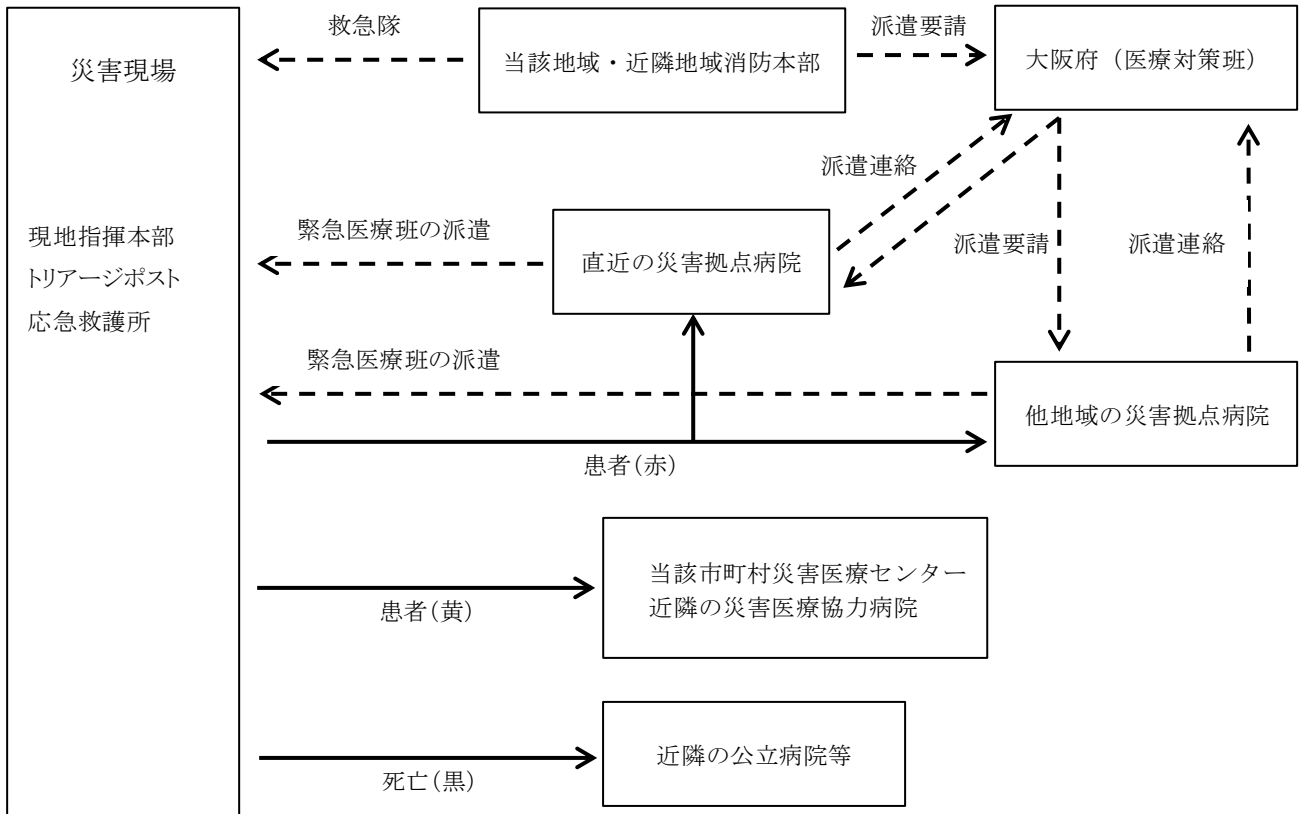 救急隊
派遣要請
災害現場
当該地域・近隣地域消防本部
大阪府（医療対策班）
派遣連絡
現地指揮本部
トリアージポスト
応急救護所
緊急医療班の派遣
直近の災害拠点病院
派遣要請
派遣連絡
緊急医療班の派遣
他地域の災害拠点病院
患者(赤)
当該市町村災害医療センター
近隣の災害医療協力病院
患者(黄)
近隣の公立病院等
死亡(黒)